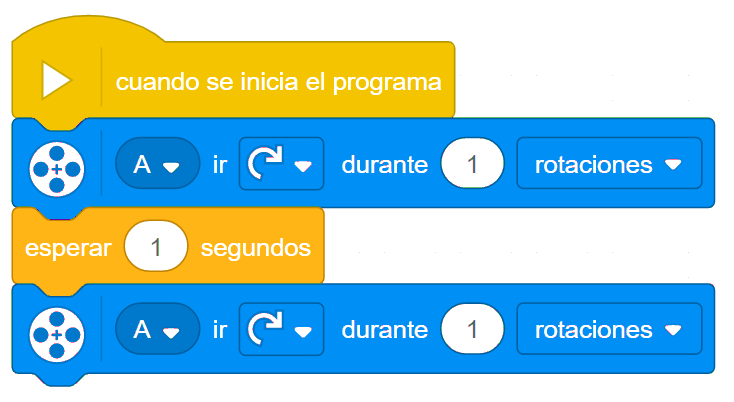 cuando se inicia el programa
A ir durante 1 rotaciones
esperar 1 segundos
A ir durante 1 rotaciones